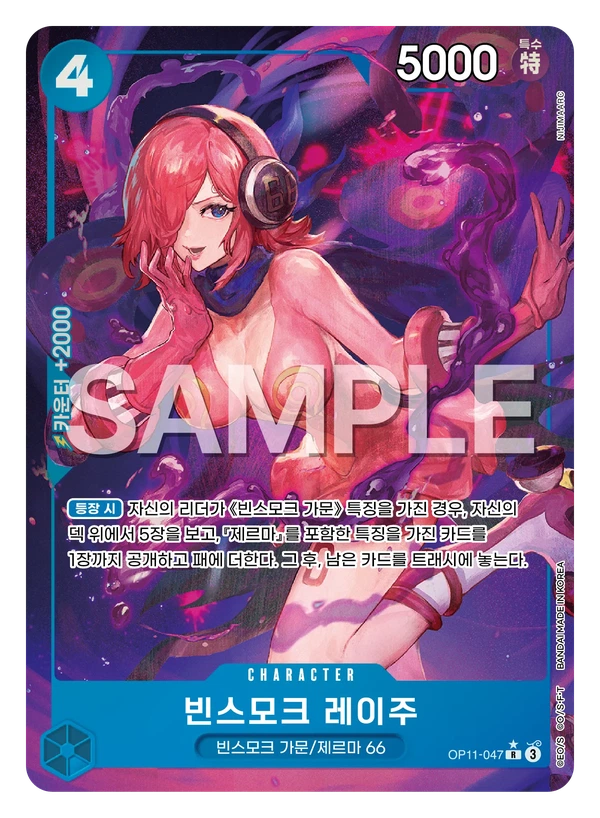 4
5000
특수
特
NIJIMAARC
카운터 +2000
SAMPLE
등장 시 자신의 리더가 《빈스모크 가문》 특징을 가진 경우, 자신의
덱 위에서 5장을 보고, 『제르마』를 포함한 특징을 가진 카드를
1장까지 공개하고 패에 더한다. 그 후, 남은 카드를 트래시에 놓는다.
CHARACTER
빈스모크 레이주
빈스모크 가문/제르마 66
OP11-047 R 3
©EO/S ©O/S·F·T BANDAI MADE IN KOREA